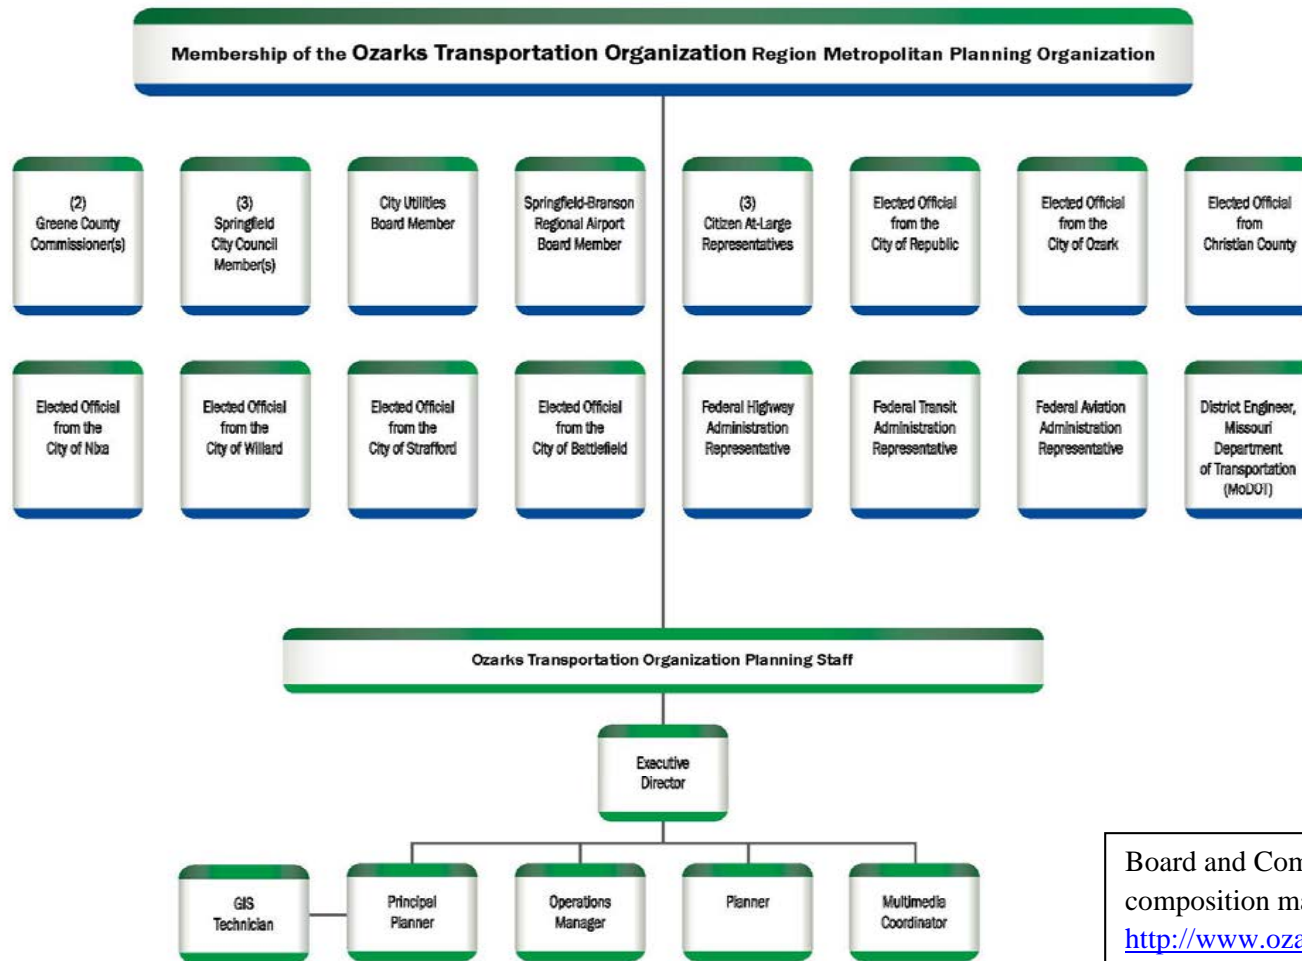 Membership of the Ozarks Transportation Organization Region Metropolitan Planning Organization
(2)
Greene County
Commissioner(s)
(3)
Springfield
City Council
Member(s)
City Utilities
Board Member
Springfield-Branson
Regional Airport
Board Member
(3)
Citizen At-Large
Representatives
Elected Official
from the
City of Republic
Elected Official
from the
City of Ozark
Elected Official
from
Christian County
Elected Official
from the
City of Nixa
Elected Official
from the
City of Willard
Elected Official
from the
City of Strafford
Elected Official
from the
City of Battlefield
Federal Highway
Administration
Representative
Federal Transit
Administration
Representative
Federal Aviation
Administration
Representative
District Engineer,
Missouri
Department
of Transportation
(MoDOT)
Ozarks Transportation Organization Planning Staff
Executive
Director
GIS
Technician
Principal
Planner
Operations
Manager
Planner
Multimedia
Coordinator
Board and Com
composition ma
http://www.oza